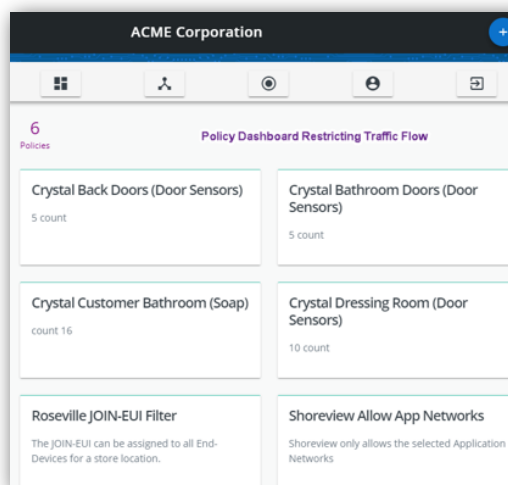 ACME Corporation
+
6
Policies
Policy Dashboard Restricting Traffic Flow
Crystal Back Doors (Door Sensors)
5 count
Crystal Bathroom Doors (Door
Sensors)
5 count
Crystal Customer Bathroom (Soap)
count 16
Crystal Dressing Room (Door
Sensors)
10 count
Roseville JOIN-EUI Filter
The JOIN-EUI can be assigned to all End-
Devices for a store location.
Shoreview Allow App Networks
Shoreview only allows the selected Application
Networks